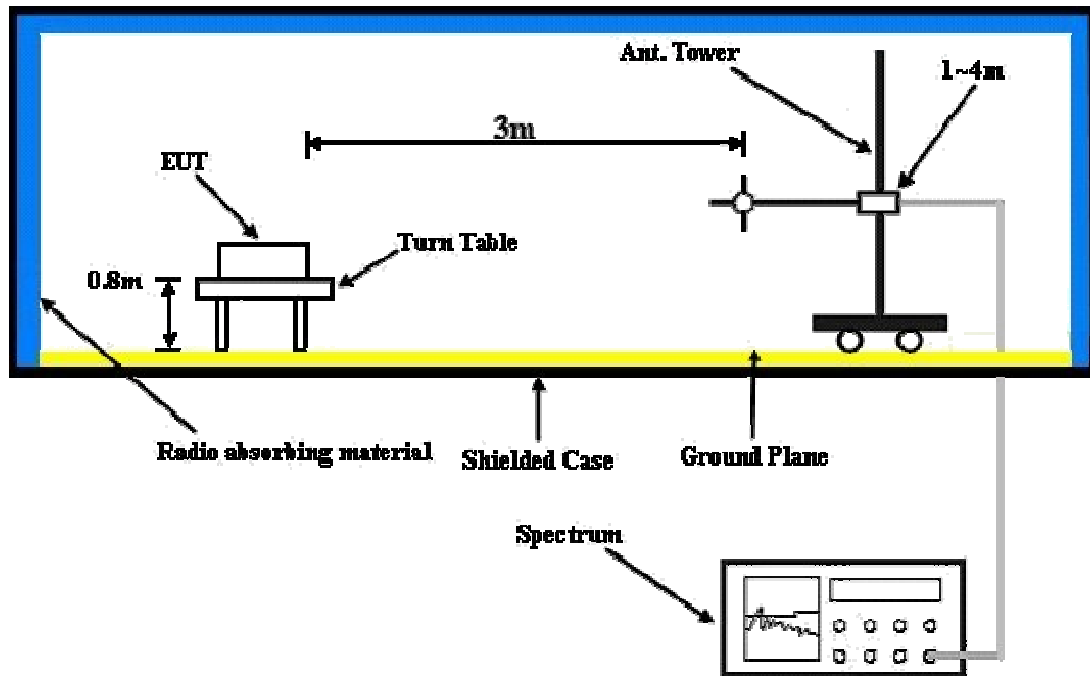 Ant. Tower
1~4m
3m
EUT
Turn Table
0.8m
Radio absorbing material
Shielded Case
Ground Plane
Spectrum